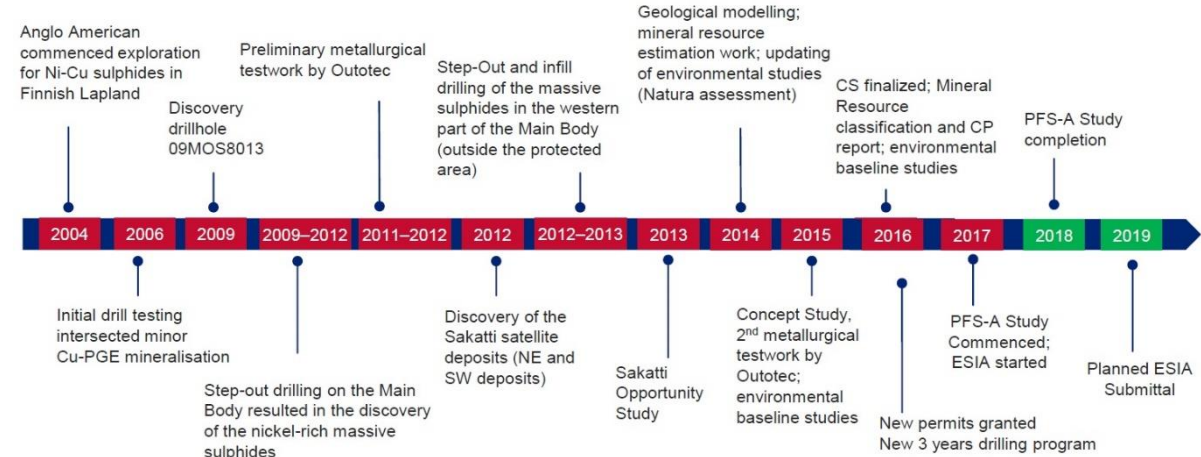 Anglo American
commenced exploration
for Ni-Cu sulphides in
Finnish Lapland
Discovery
drillhole
09MOS8013
Preliminary metallurgical
testwork by Outotec
Step-Out and infill
drilling of the massive
sulphides in the western
part of the Main Body
(outside the protected
area)
Geological modelling;
mineral resource
estimation work; updating
of environmental studies
(Natura assessment)
CS finalized; Mineral
Resource
classification and CP
report; environmental
baseline studies
PFS-A Study
completion
2004
2006
2009
2009–2012
2011–2012
2012
2012–2013
2013
2014
2015
2016
2017
2018
2019
Initial drill testing
intersected minor
Cu-PGE mineralisation
Step-out drilling on the Main
Body resulted in the discovery
of the nickel-rich massive
sulphides
Discovery of the
Sakatti satellite
deposits (NE and
SW deposits)
Sakatti
Opportunity
Study
Concept Study,
2nd metallurgical
testwork by
Outotec;
environmental
baseline studies
New permits granted
New 3 years drilling program
PFS-A Study
Commenced;
ESIA started
Planned ESIA
Submittal